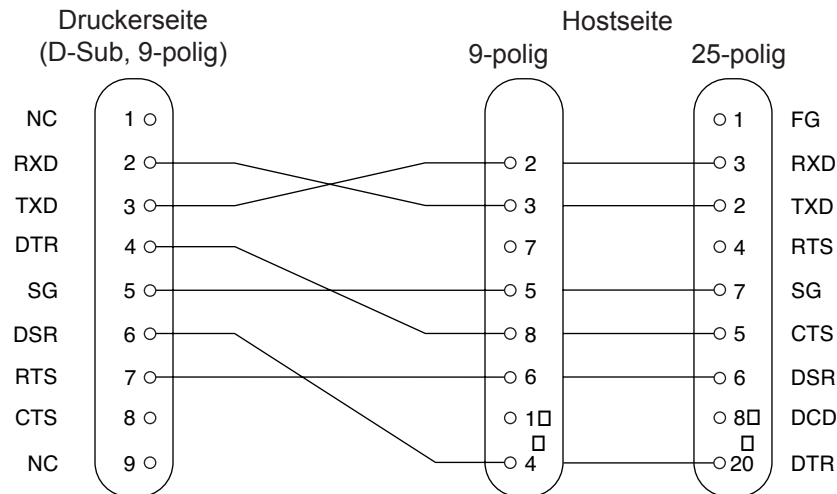 Druckerseite Hostseite
(D-Sub, 9-polig) 9-polig 25-polig
NC 1 1 FG
RXD 2 2 3 RXD
TXD 3 3 2 TXD
DTR 4 7 4 RTS
SG 5 5 7 SG
DSR 6 8 5 CTS
RTS 7 6 6 DSR
CTS 8 1 8 DCD
NC 9 4 20 DTR